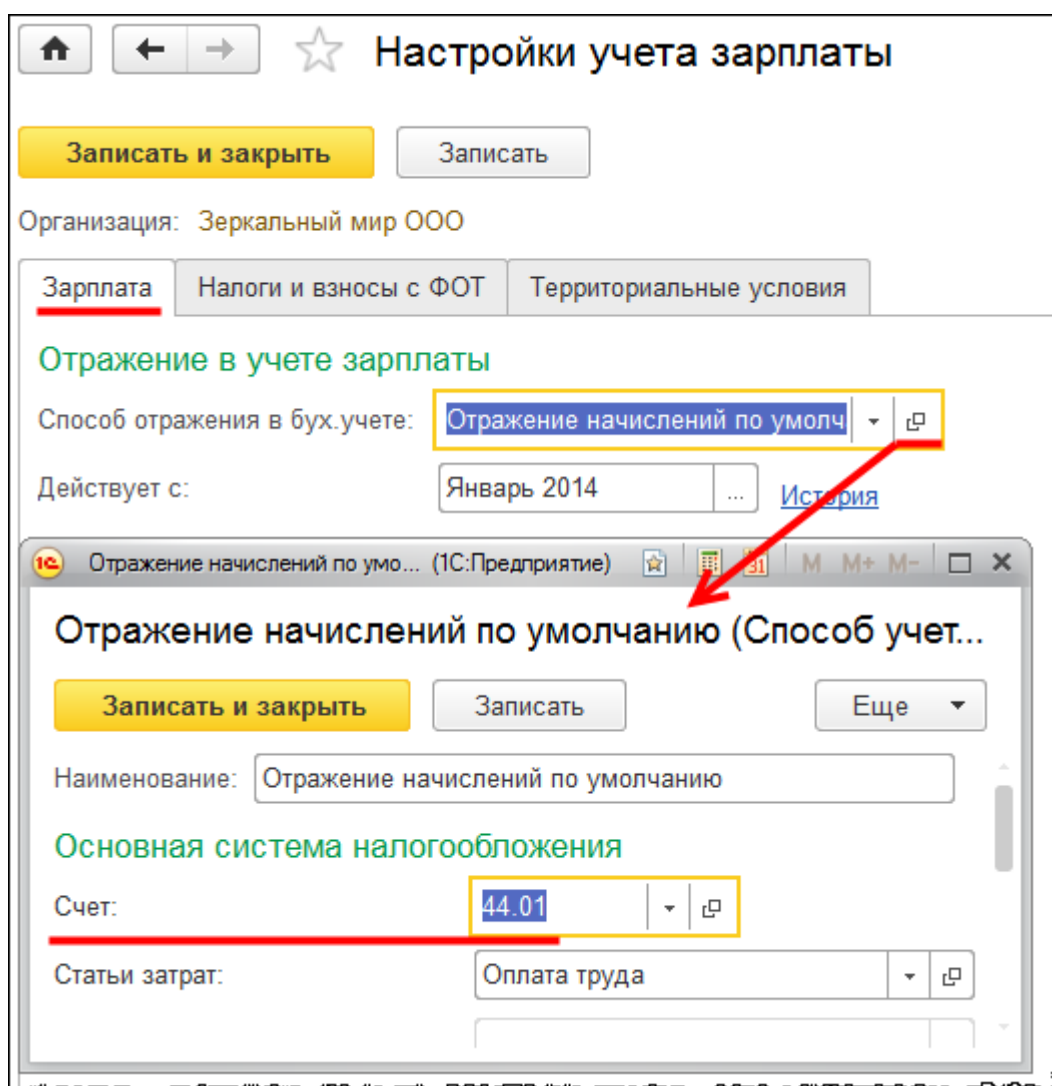 Настройки учета зарплаты
Записать и закрыть Записать
Организация: Зеркальный мир ООО
Зарплата Налоги и взносы с ФОТ Территориальные условия
Отражение в учете зарплаты
Способ отражения в бух.учете: Отражение начислений по умолч
Действует с: Январь 2014 ... История
1С Отражение начислений по умо... (1С:Предприятие) 31 M M+ M-
Отражение начислений по умолчанию (Способ учет...
Записать и закрыть Записать Еще
Наименование: Отражение начислений по умолчанию
Основная система налогообложения
Счет: 44.01
Статьи затрат: Оплата труда